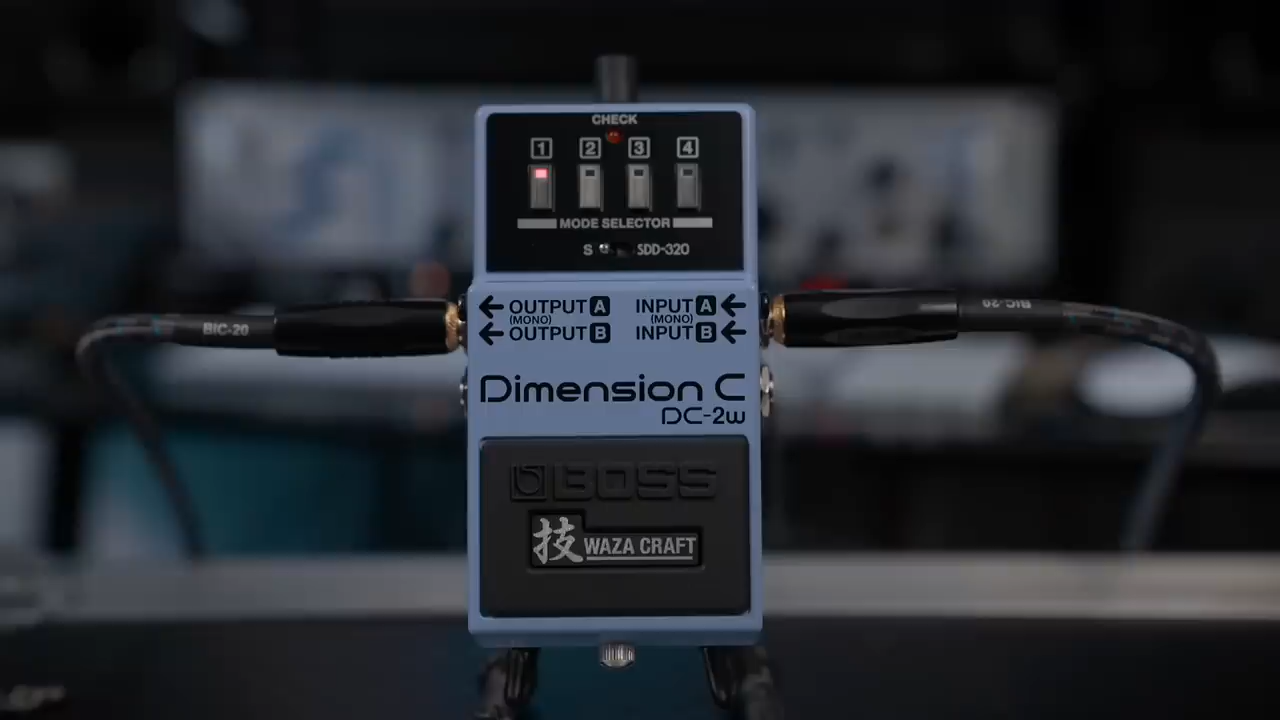 CHECK
1 2 3 4
MODE SELECTOR
S SDD-320
OUTPUT A INPUT A
(MONO) (MONO)
OUTPUT B INPUT B
BIC-20 BIC-20
Dimension C
DC-2w
BOSS
技 WAZA CRAFT